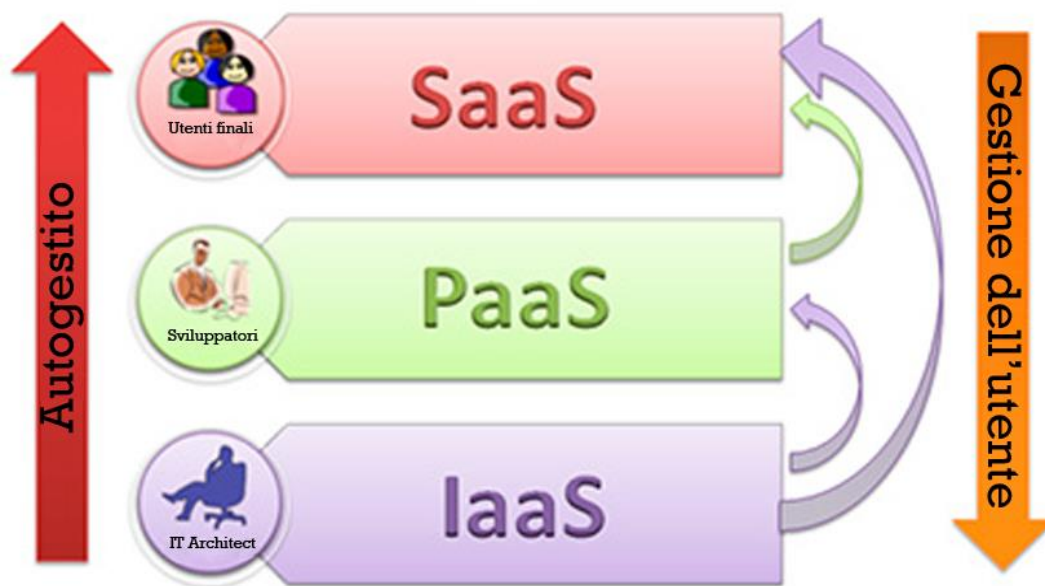 Autogestito
Utenti finali
SaaS
Sviluppatori
PaaS
IT Architect
IaaS
Gestione dell'utente